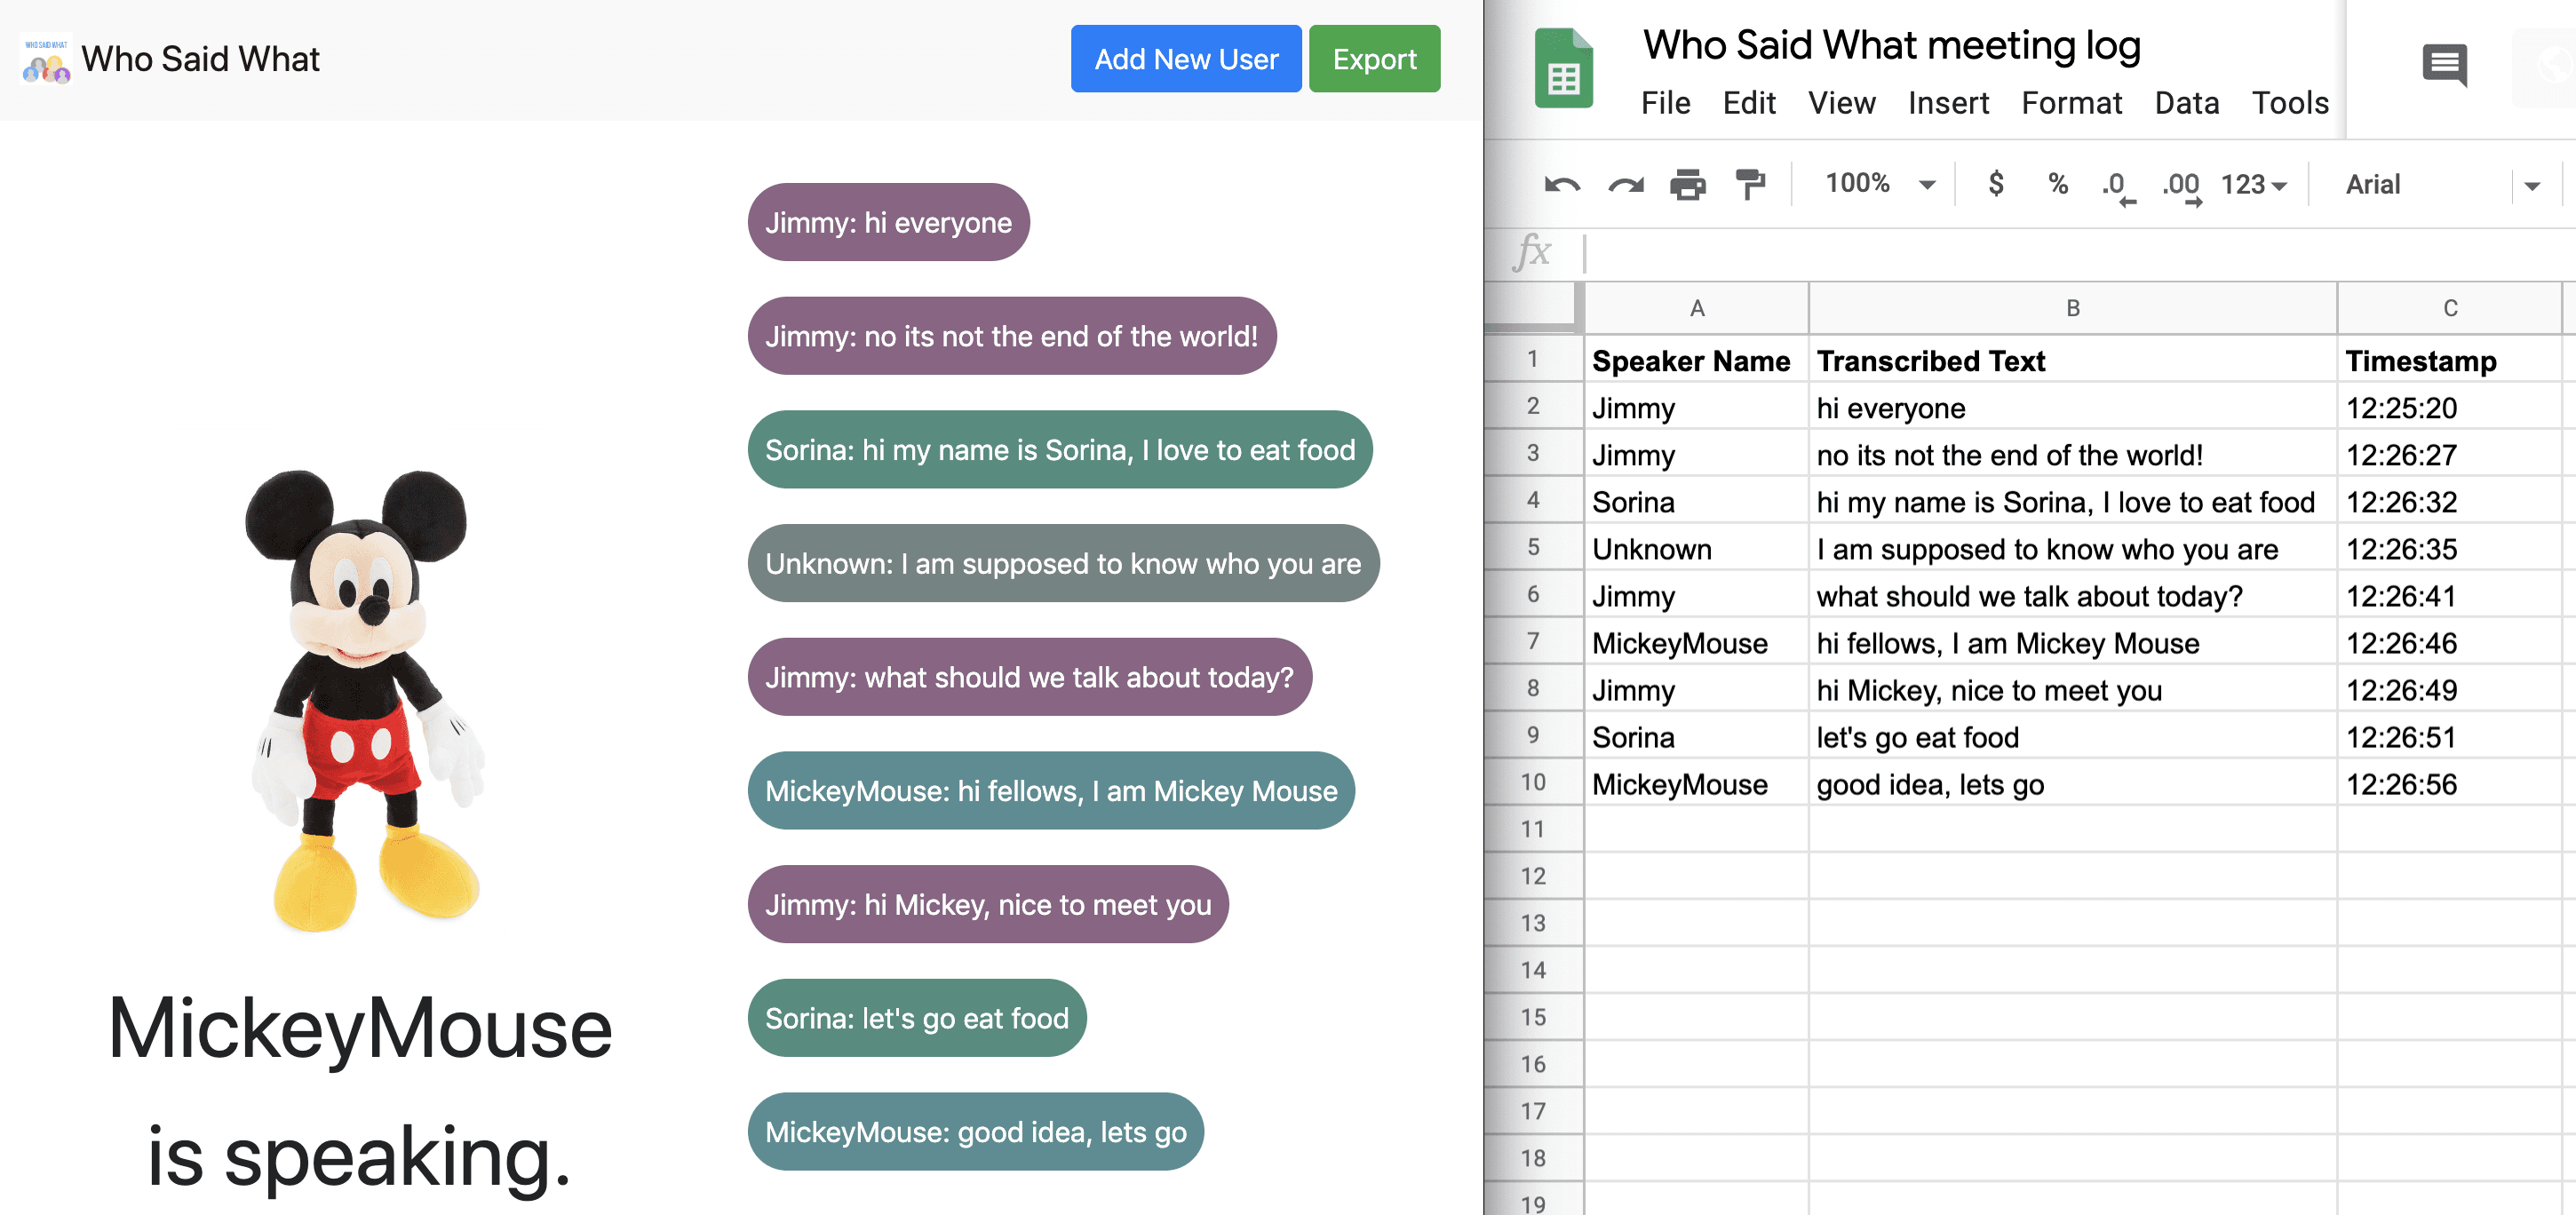 WHO SAID WHAT
Who Said What
Add New User
Export
Jimmy: hi everyone
Jimmy: no its not the end of the world!
Sorina: hi my name is Sorina, I love to eat food
Unknown: I am supposed to know who you are
Jimmy: what should we talk about today?
MickeyMouse: hi fellows, I am Mickey Mouse
Jimmy: hi Mickey, nice to meet you
Sorina: let's go eat food
MickeyMouse: good idea, lets go
MickeyMouse
is speaking.
Who Said What meeting log
File Edit View Insert Format Data Tools
100% $ % .0 .00 123 Arial
fx
A B C
1 Speaker Name Transcribed Text Timestamp
2 Jimmy hi everyone 12:25:20
3 Jimmy no its not the end of the world! 12:26:27
4 Sorina hi my name is Sorina, I love to eat food 12:26:32
5 Unknown I am supposed to know who you are 12:26:35
6 Jimmy what should we talk about today? 12:26:41
7 MickeyMouse hi fellows, I am Mickey Mouse 12:26:46
8 Jimmy hi Mickey, nice to meet you 12:26:49
9 Sorina let's go eat food 12:26:51
10 MickeyMouse good idea, lets go 12:26:56
11
12
13
14
15
16
17
18
19